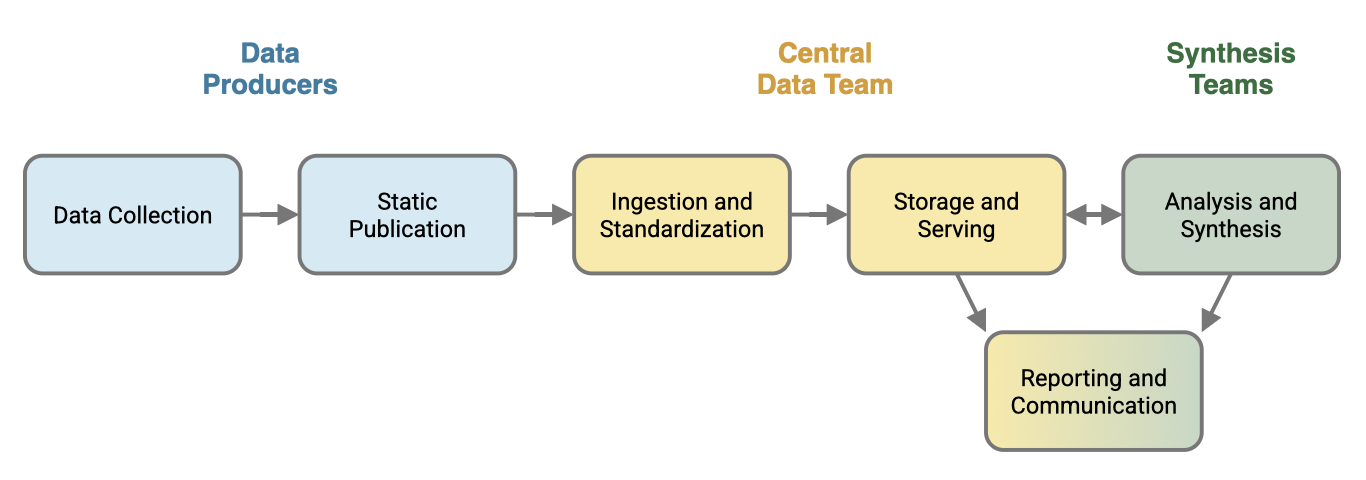 Data
Producers
Central
Data Team
Synthesis
Teams
Data Collection
Static
Publication
Ingestion and
Standardization
Storage and
Serving
Analysis and
Synthesis
Reporting and
Communication